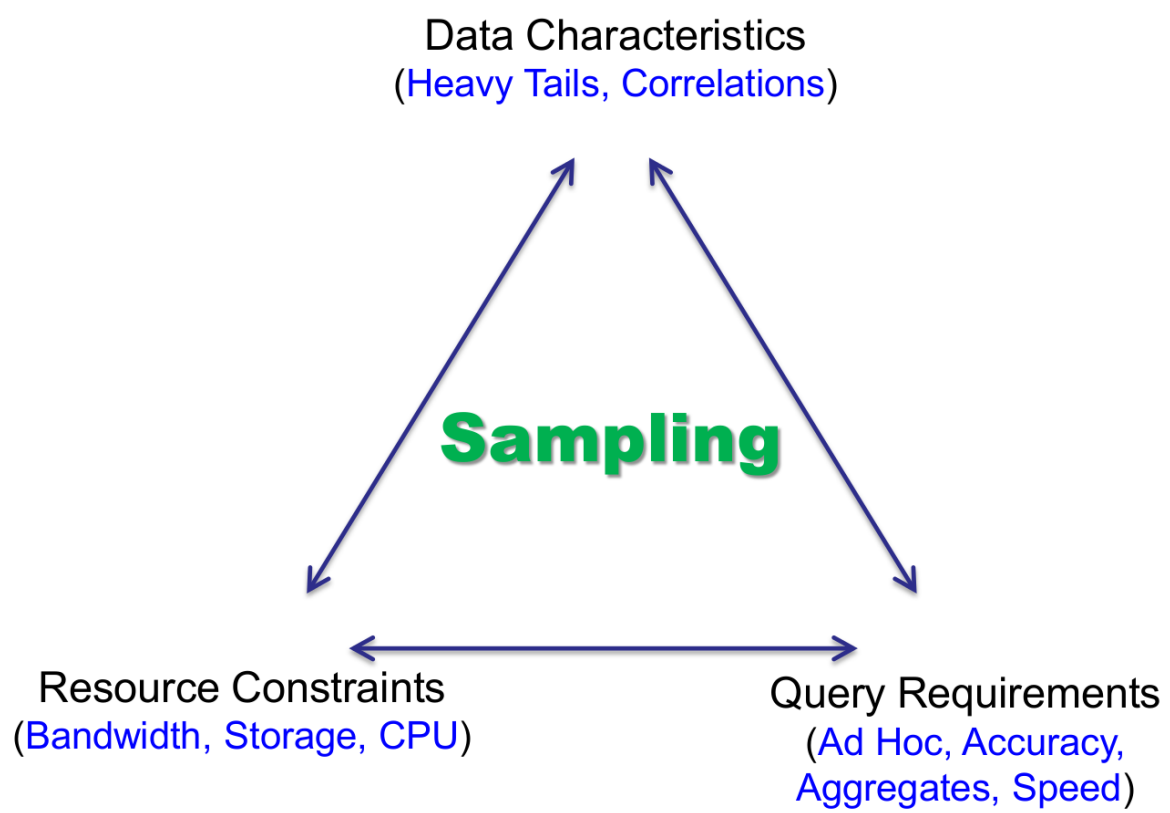 Data Characteristics
(Heavy Tails, Correlations)
Sampling
Resource Constraints
(Bandwidth, Storage, CPU)
Query Requirements
(Ad Hoc, Accuracy,
Aggregates, Speed)